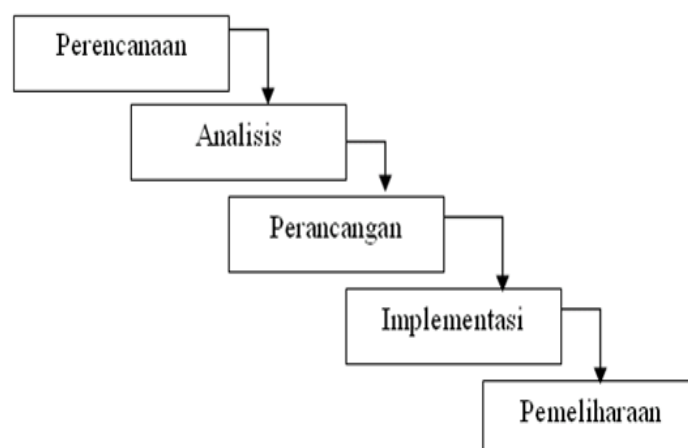 Perencanaan
Analisis
Perancangan
Implementasi
Pemeliharaan